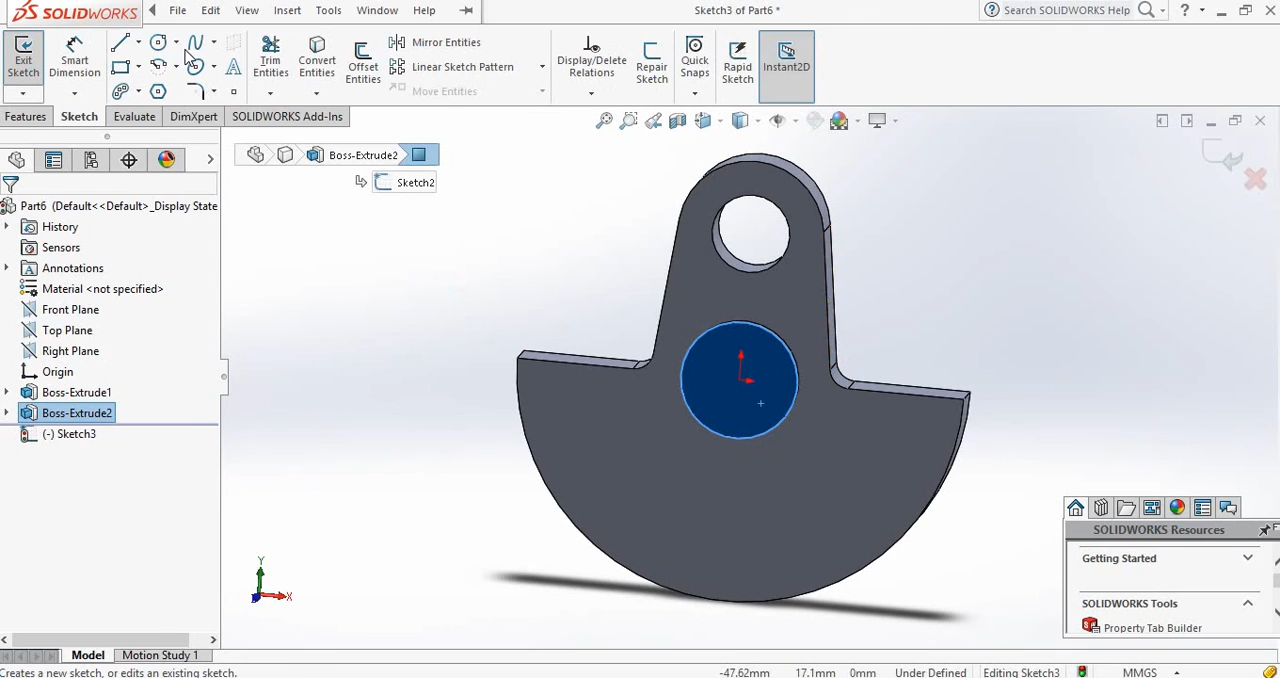 SOLIDWORKS File Edit View Insert Tools Window Help Sketch3 of Part6 * Search SOLIDWORKS Help ?
Exit Sketch
Smart Dimension
Trim Entities
Convert Entities
Offset Entities
Mirror Entities
Linear Sketch Pattern
Move Entities
Display/Delete Relations
Repair Sketch
Quick Snaps
Rapid Sketch
Instant2D
Features Sketch Evaluate DimXpert SOLIDWORKS Add-Ins
Boss-Extrude2
Sketch2
Part6 (Default<<Default>_Display State
History
Sensors
Annotations
Material <not specified>
Front Plane
Top Plane
Right Plane
Origin
Boss-Extrude1
Boss-Extrude2
(-) Sketch3
Y
X
SOLIDWORKS Resources
Getting Started
SOLIDWORKS Tools
Property Tab Builder
Model Motion Study 1
Creates a new sketch, or edits an existing sketch. -47.62mm 17.1mm 0mm Under Defined Editing Sketch3 MMGS